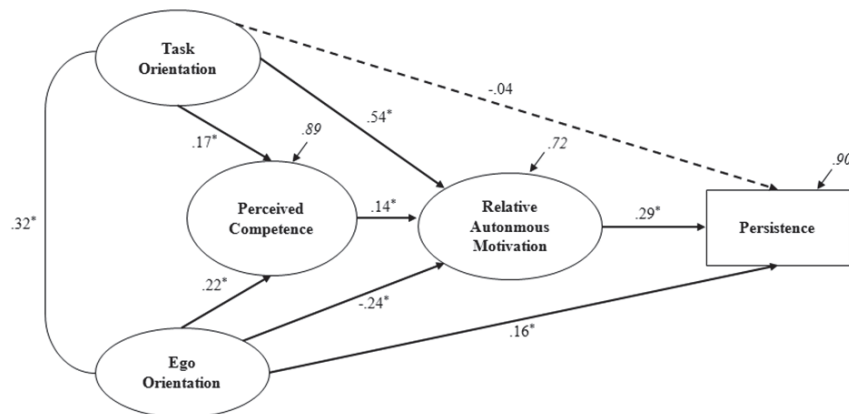 Task
Orientation
-.04
.54*
.89
.17*
.72
.90
.32*
Perceived
Competence
.14*
Relative
Autonmous
Motivation
.29*
Persistence
.22*
-.24*
.16*
Ego
Orientation